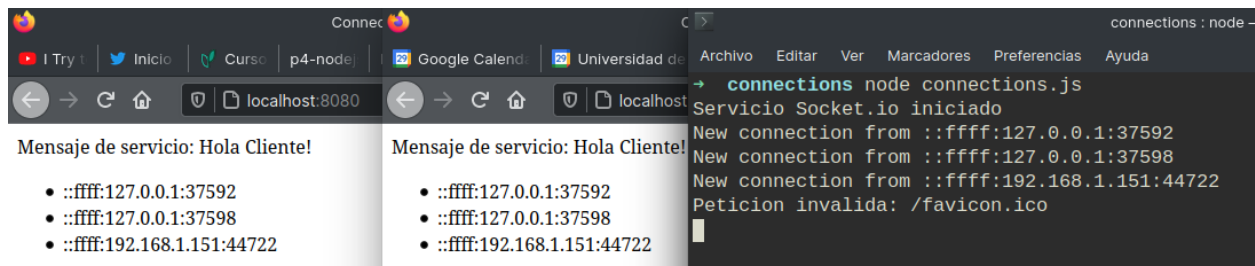 Connec
I Try t Inicio Curso p4-nodej
localhost:8080
Mensaje de servicio: Hola Cliente!
• ::ffff:127.0.0.1:37592
• ::ffff:127.0.0.1:37598
• ::ffff:192.168.1.151:44722
C
29 Google Calend 29 Universidad de
localhost
Mensaje de servicio: Hola Cliente!
• ::ffff:127.0.0.1:37592
• ::ffff:127.0.0.1:37598
• ::ffff:192.168.1.151:44722
connections : node –
Archivo Editar Ver Marcadores Preferencias Ayuda
➜ connections node connections.js
Servicio Socket.io iniciado
New connection from ::ffff:127.0.0.1:37592
New connection from ::ffff:127.0.0.1:37598
New connection from ::ffff:192.168.1.151:44722
Peticion invalida: /favicon.ico